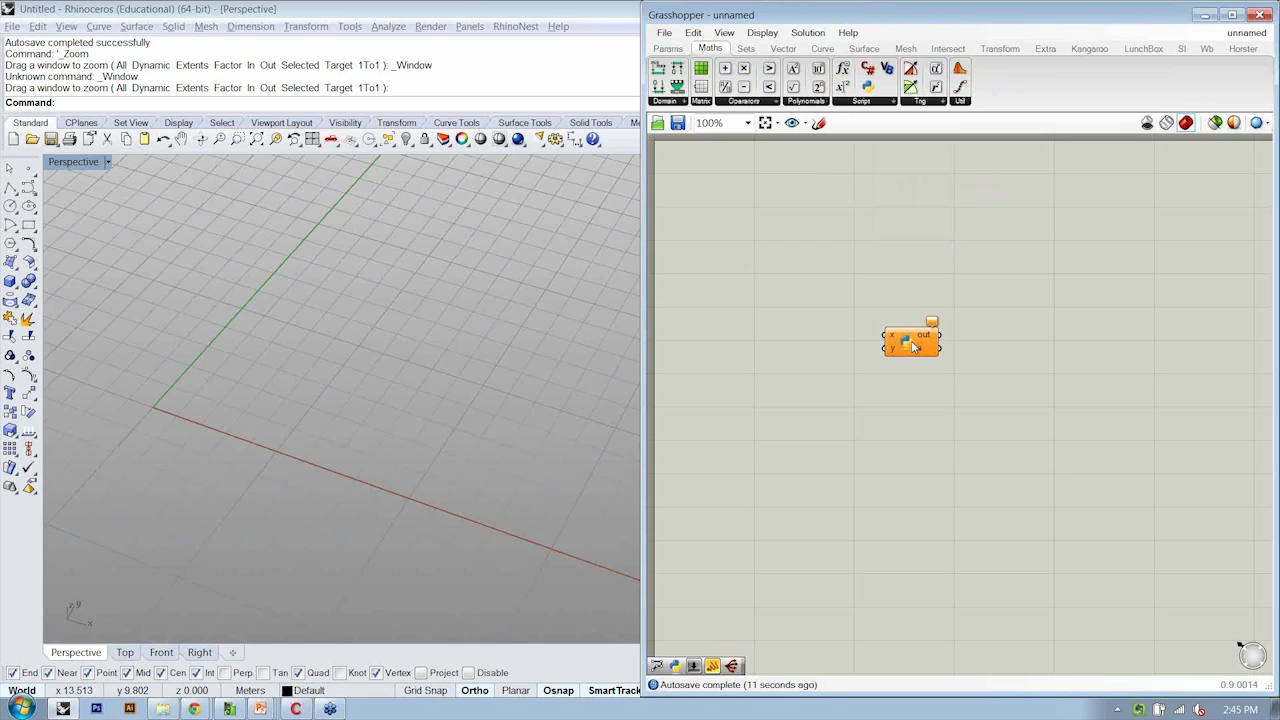 Untitled - Rhinoceros (Educational) (64-bit) - [Perspective]
File Edit View Curve Surface Solid Mesh Dimension Transform Tools Analyze Render Panels RhinoNest Help
Autosave completed successfully
Command: '_Zoom
Drag a window to zoom ( All Dynamic Extents Factor In Out Selected Target 1To1 ): _Window
Unknown command: _Window
Drag a window to zoom ( All Dynamic Extents Factor In Out Selected Target 1To1 ):
Command:
Standard CPlanes Set View Display Select Viewport Layout Visibility Transform Curve Tools Surface Tools Solid Tools
Perspective
z y
x
Perspective Top Front Right
End Near Point Mid Cen Int Perp Tan Quad Knot Vertex Project Disable
World x 13.513 y 9.802 z 0.000 Meters Default Grid Snap Ortho Planar Osnap SmartTrack
Grasshopper - unnamed
File Edit View Display Solution Help unnamed
Params Maths Sets Vector Curve Surface Mesh Intersect Transform Extra Kangaroo LunchBox SI Wb Horster
Domain Matrix Operators Polynomials Script Trig Util
100%
x out
y
Autosave complete (11 seconds ago) 0.9.0014
2:45 PM